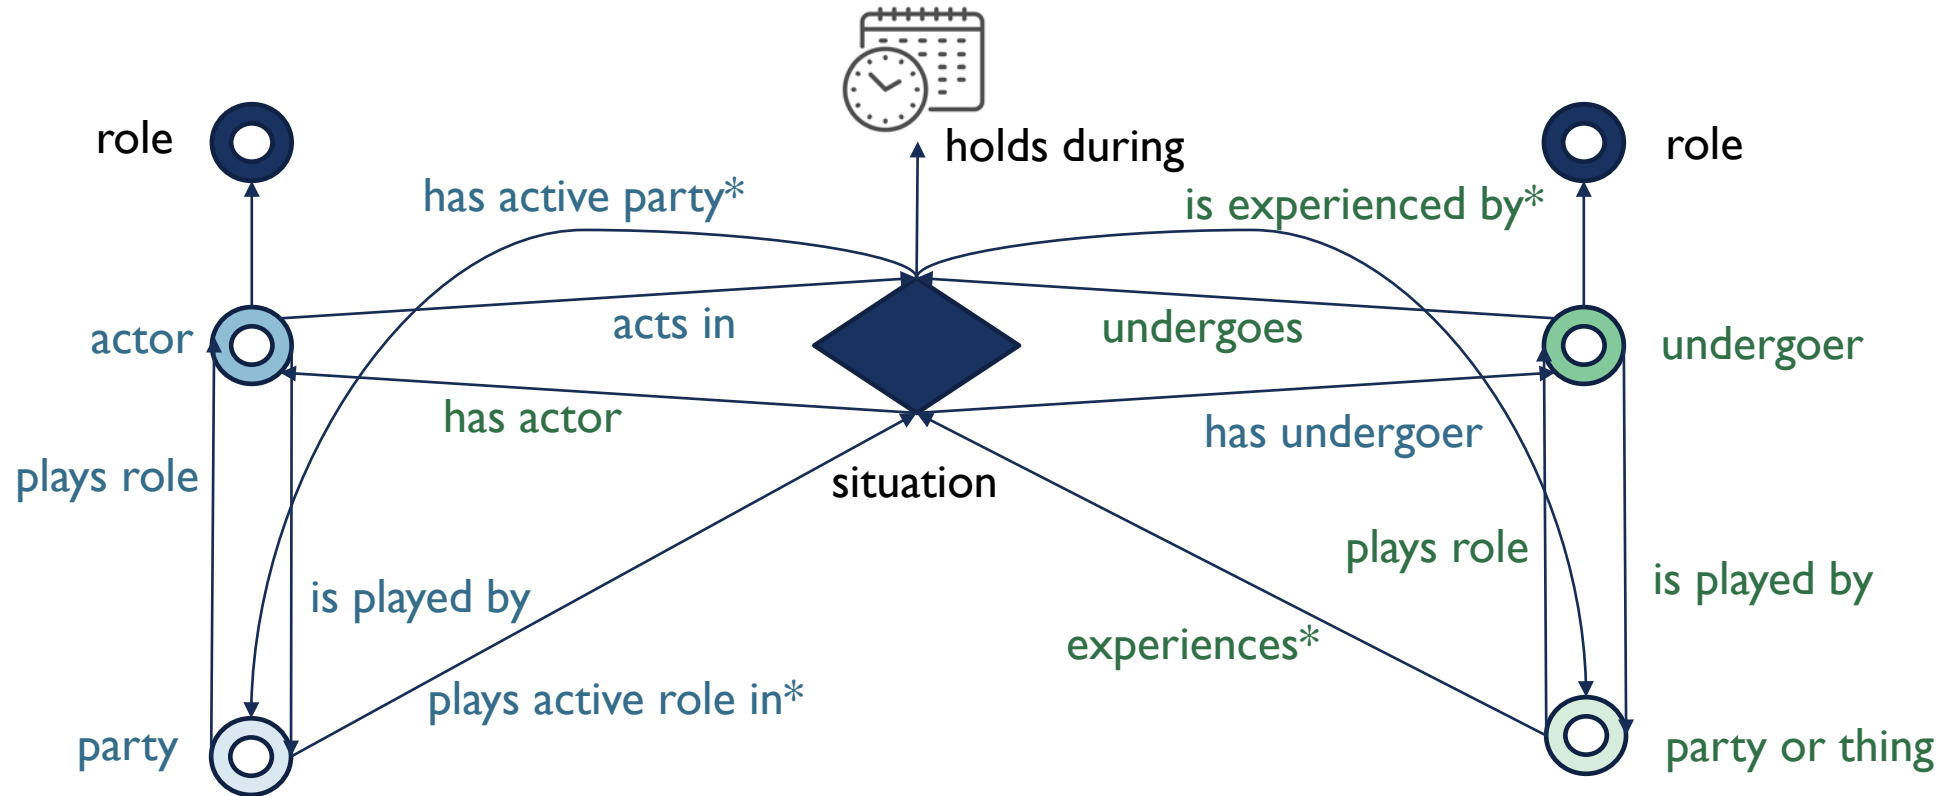 role
holds during
role
has active party*
is experienced by*
actor
acts in
undergoes
undergoer
has actor
has undergoer
plays role
situation
plays role
is played by
is played by
experiences*
plays active role in*
party
party or thing